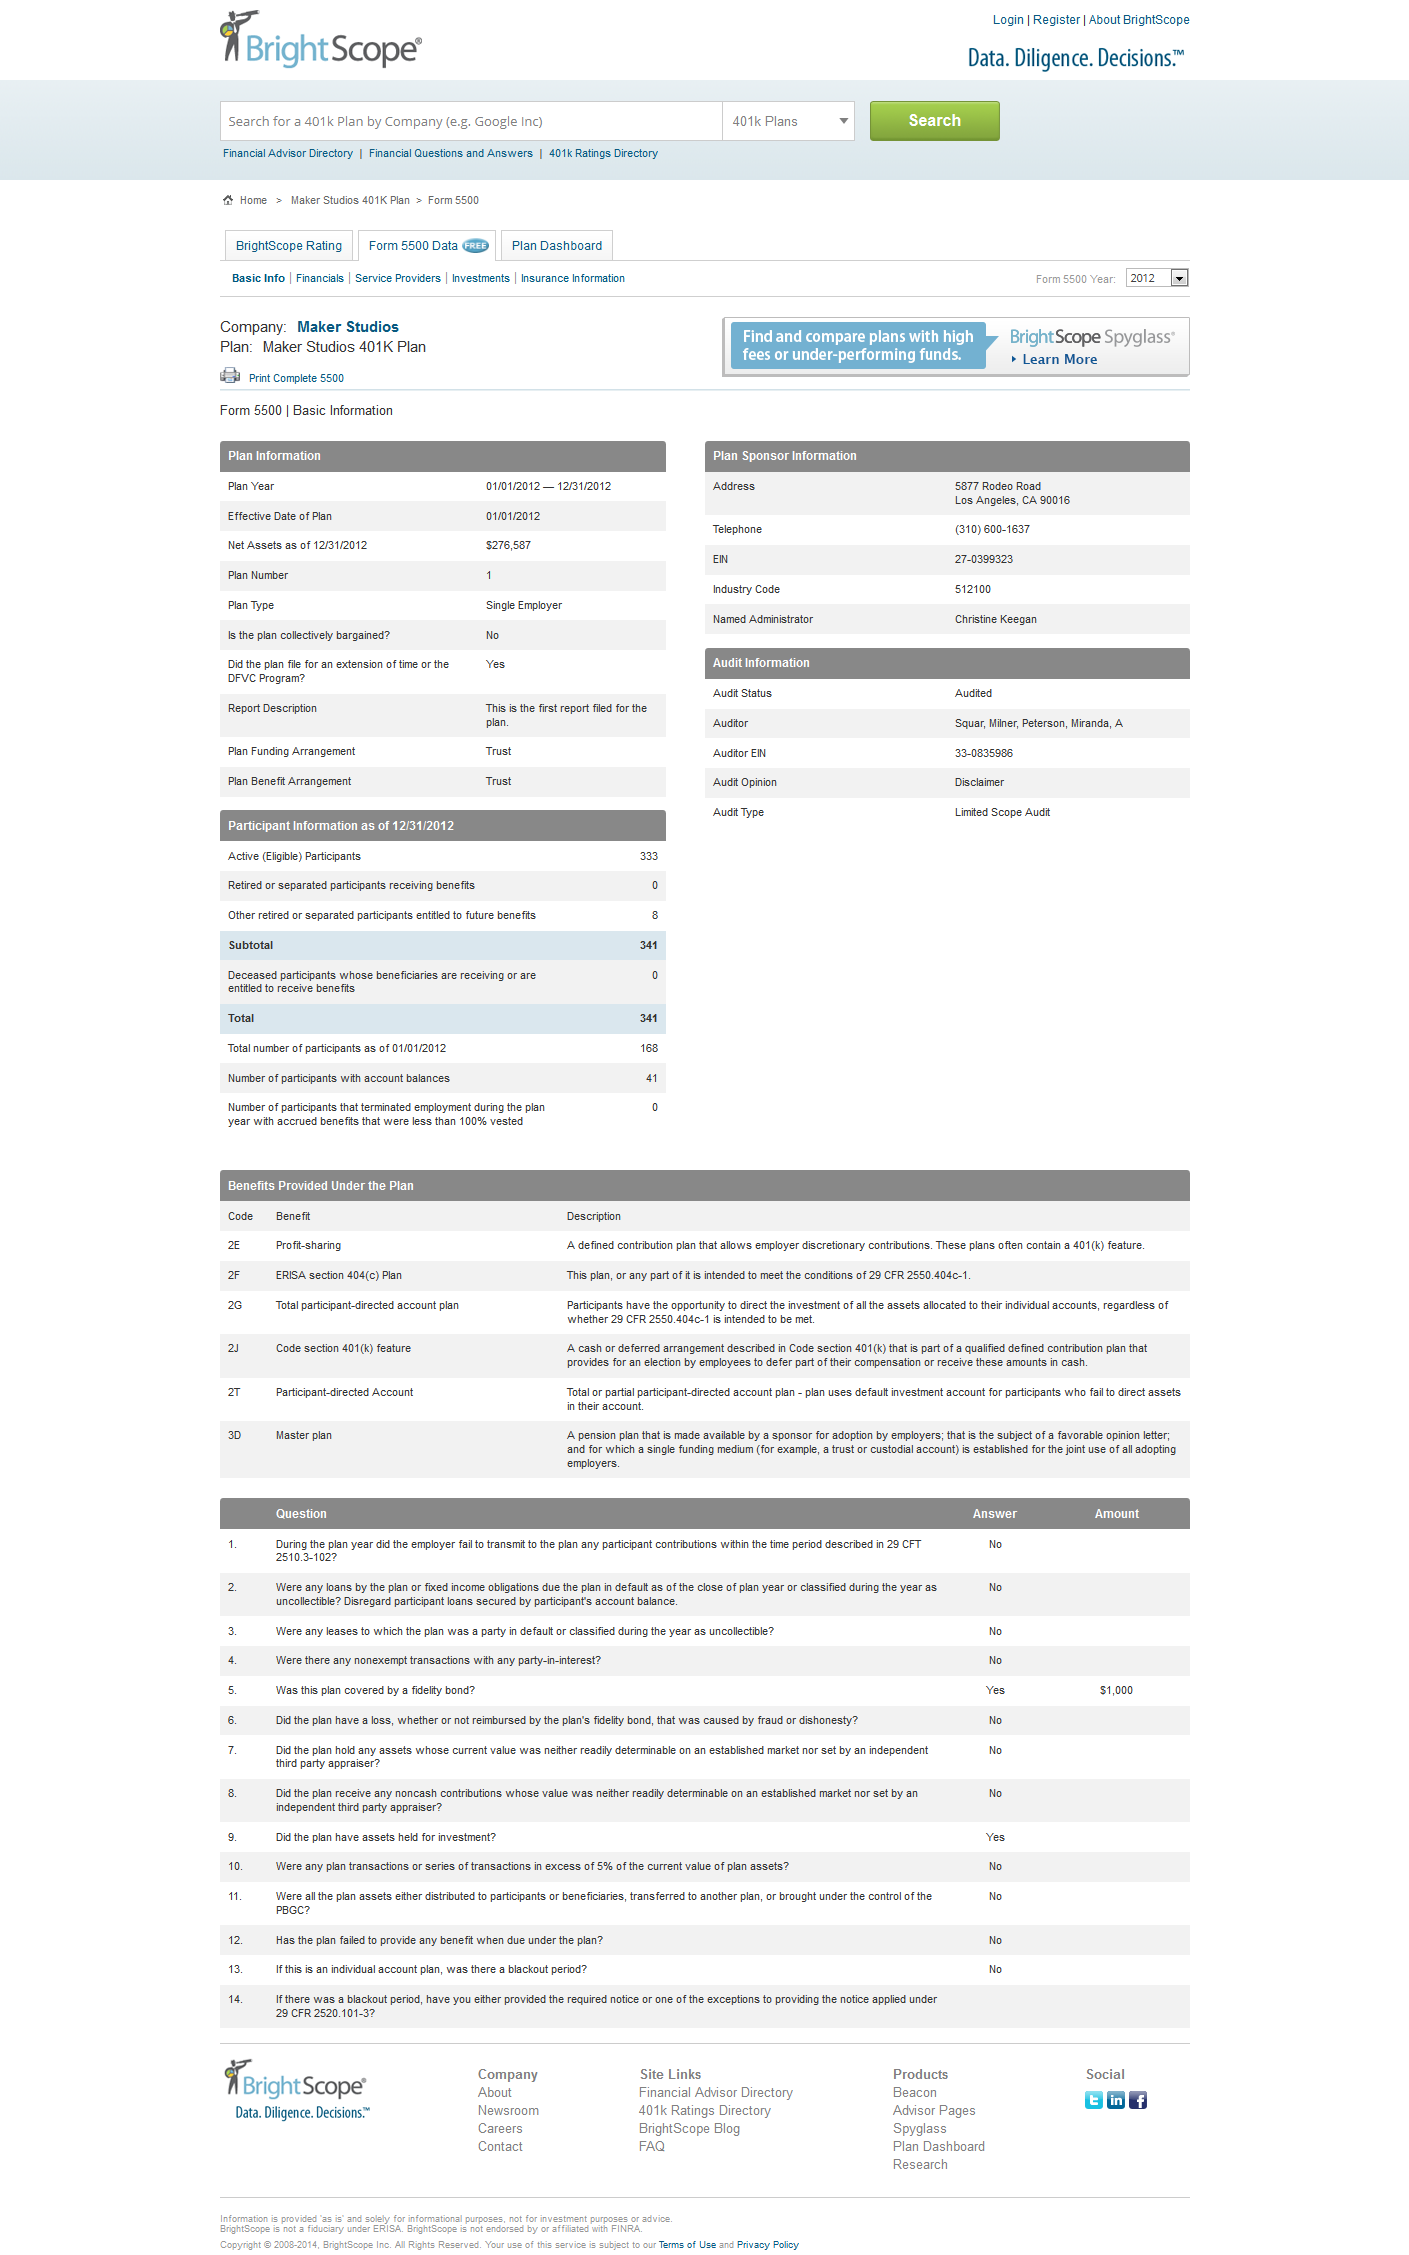 BrightScope®
Login | Register | About BrightScope
Data. Diligence. Decisions.™
Search for a 401k Plan by Company (e.g. Google Inc)
401k Plans
Search
Financial Advisor Directory | Financial Questions and Answers | 401k Ratings Directory
Home > Maker Studios 401K Plan > Form 5500
BrightScope Rating
Form 5500 Data FREE
Plan Dashboard
Basic Info | Financials | Service Providers | Investments | Insurance Information
Form 5500 Year: 2012
Company: Maker Studios
Plan: Maker Studios 401K Plan
Print Complete 5500
Find and compare plans with high
fees or under-performing funds.
BrightScope Spyglass®
Learn More
Form 5500 | Basic Information
Plan Information
Plan Year 01/01/2012 — 12/31/2012
Effective Date of Plan 01/01/2012
Net Assets as of 12/31/2012 $276,587
Plan Number 1
Plan Type Single Employer
Is the plan collectively bargained? No
Did the plan file for an extension of time or the Yes
DFVC Program?
Report Description This is the first report filed for the
plan.
Plan Funding Arrangement Trust
Plan Benefit Arrangement Trust
Participant Information as of 12/31/2012
Active (Eligible) Participants 333
Retired or separated participants receiving benefits 0
Other retired or separated participants entitled to future benefits 8
Subtotal 341
Deceased participants whose beneficiaries are receiving or are 0
entitled to receive benefits
Total 341
Total number of participants as of 01/01/2012 168
Number of participants with account balances 41
Number of participants that terminated employment during the plan 0
year with accrued benefits that were less than 100% vested
Plan Sponsor Information
Address 5877 Rodeo Road
Los Angeles, CA 90016
Telephone (310) 600-1637
EIN 27-0399323
Industry Code 512100
Named Administrator Christine Keegan
Audit Information
Audit Status Audited
Auditor Squar, Milner, Peterson, Miranda, A
Auditor EIN 33-0835986
Audit Opinion Disclaimer
Audit Type Limited Scope Audit
Benefits Provided Under the Plan
Code Benefit Description
2E Profit-sharing A defined contribution plan that allows employer discretionary contributions. These plans often contain a 401(k) feature.
2F ERISA section 404(c) Plan This plan, or any part of it is intended to meet the conditions of 29 CFR 2550.404c-1.
2G Total participant-directed account plan Participants have the opportunity to direct the investment of all the assets allocated to their individual accounts, regardless of
whether 29 CFR 2550.404c-1 is intended to be met.
2J Code section 401(k) feature A cash or deferred arrangement described in Code section 401(k) that is part of a qualified defined contribution plan that
provides for an election by employees to defer part of their compensation or receive these amounts in cash.
2T Participant-directed Account Total or partial participant-directed account plan - plan uses default investment account for participants who fail to direct assets
in their account.
3D Master plan A pension plan that is made available by a sponsor for adoption by employers; that is the subject of a favorable opinion letter;
and for which a single funding medium (for example, a trust or custodial account) is established for the joint use of all adopting
employers.
Question Answer Amount
1. During the plan year did the employer fail to transmit to the plan any participant contributions within the time period described in 29 CFT No
2510.3-102?
2. Were any loans by the plan or fixed income obligations due the plan in default as of the close of plan year or classified during the year as No
uncollectible? Disregard participant loans secured by participant's account balance.
3. Were any leases to which the plan was a party in default or classified during the year as uncollectible? No
4. Were there any nonexempt transactions with any party-in-interest? No
5. Was this plan covered by a fidelity bond? Yes $1,000
6. Did the plan have a loss, whether or not reimbursed by the plan's fidelity bond, that was caused by fraud or dishonesty? No
7. Did the plan hold any assets whose current value was neither readily determinable on an established market nor set by an independent No
third party appraiser?
8. Did the plan receive any noncash contributions whose value was neither readily determinable on an established market nor set by an No
independent third party appraiser?
9. Did the plan have assets held for investment? Yes
10. Were any plan transactions or series of transactions in excess of 5% of the current value of plan assets? No
11. Were all the plan assets either distributed to participants or beneficiaries, transferred to another plan, or brought under the control of the No
PBGC?
12. Has the plan failed to provide any benefit when due under the plan? No
13. If this is an individual account plan, was there a blackout period? No
14. If there was a blackout period, have you either provided the required notice or one of the exceptions to providing the notice applied under
29 CFR 2520.101-3?
BrightScope®
Data. Diligence. Decisions.™
Company
About
Newsroom
Careers
Contact
Site Links
Financial Advisor Directory
401k Ratings Directory
BrightScope Blog
FAQ
Products
Beacon
Advisor Pages
Spyglass
Plan Dashboard
Research
Social
Information is provided 'as is' and solely for informational purposes, not for investment purposes or advice.
BrightScope is not a fiduciary under ERISA. BrightScope is not endorsed by or affiliated with FINRA.
Copyright © 2008-2014, BrightScope Inc. All Rights Reserved. Your use of this service is subject to our Terms of Use and Privacy Policy